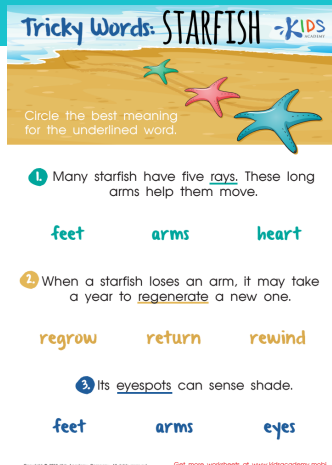 Tricky Words: STARFISH
KIDS
ACADEMY
Circle the best meaning
for the underlined word.
1. Many starfish have five rays. These long
arms help them move.
feet arms heart
2. When a starfish loses an arm, it may take
a year to regenerate a new one.
regrow return rewind
3. Its eyespots can sense shade.
feet arms eyes
Get more worksheets at www.kidsacademy.mobi